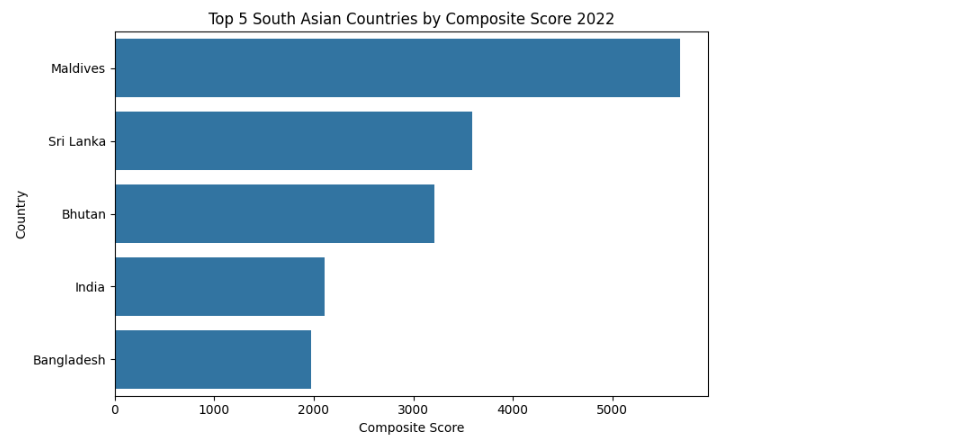 Top 5 South Asian Countries by Composite Score 2022
Country
Maldives
Sri Lanka
Bhutan
India
Bangladesh
0 1000 2000 3000 4000 5000
Composite Score